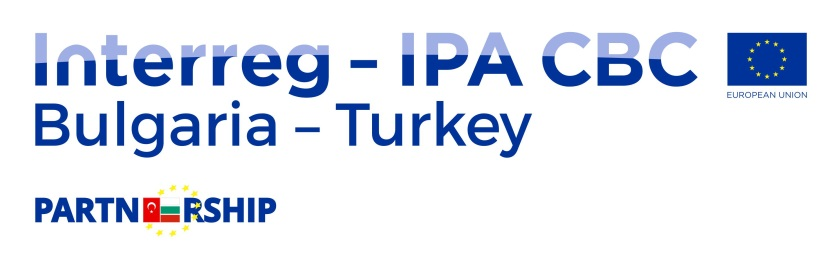 Interreg - IPA CBC
EUROPEAN UNION
Bulgaria – Turkey
PARTNERSHIP